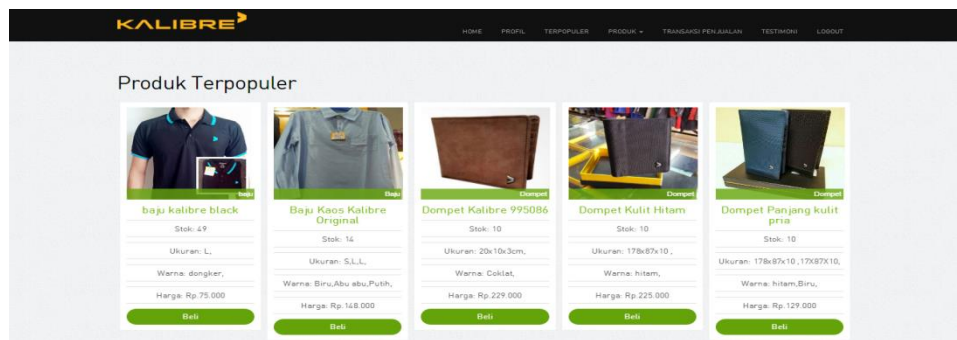 KALIBRE
HOME PROFIL TERPOPULER PRODUK TRANSAKSI PENJUALAN TESTIMONI LOGOUT
Produk Terpopuler
baju
baju kalibre black
Stok: 49
Ukuran: L,
Warna: dongker,
Harga: Rp.75.000
Beli
Baju
Baju Kaos Kalibre
Original
Stok: 14
Ukuran: S,L,L,
Warna: Biru,Abu abu,Putih,
Harga: Rp.148.000
Beli
Dompet
Dompet Kalibre 995086
Stok: 10
Ukuran: 20x10x3cm,
Warna: Coklat,
Harga: Rp.229.000
Beli
Dompet
Dompet Kulit Hitam
Stok: 10
Ukuran: 178x87x10 ,
Warna: hitam,
Harga: Rp.225.000
Beli
Dompet
Dompet Panjang kulit
pria
Stok: 10
Ukuran: 178x87x10 ,17X87X10,
Warna: hitam,Biru,
Harga: Rp.129.000
Beli